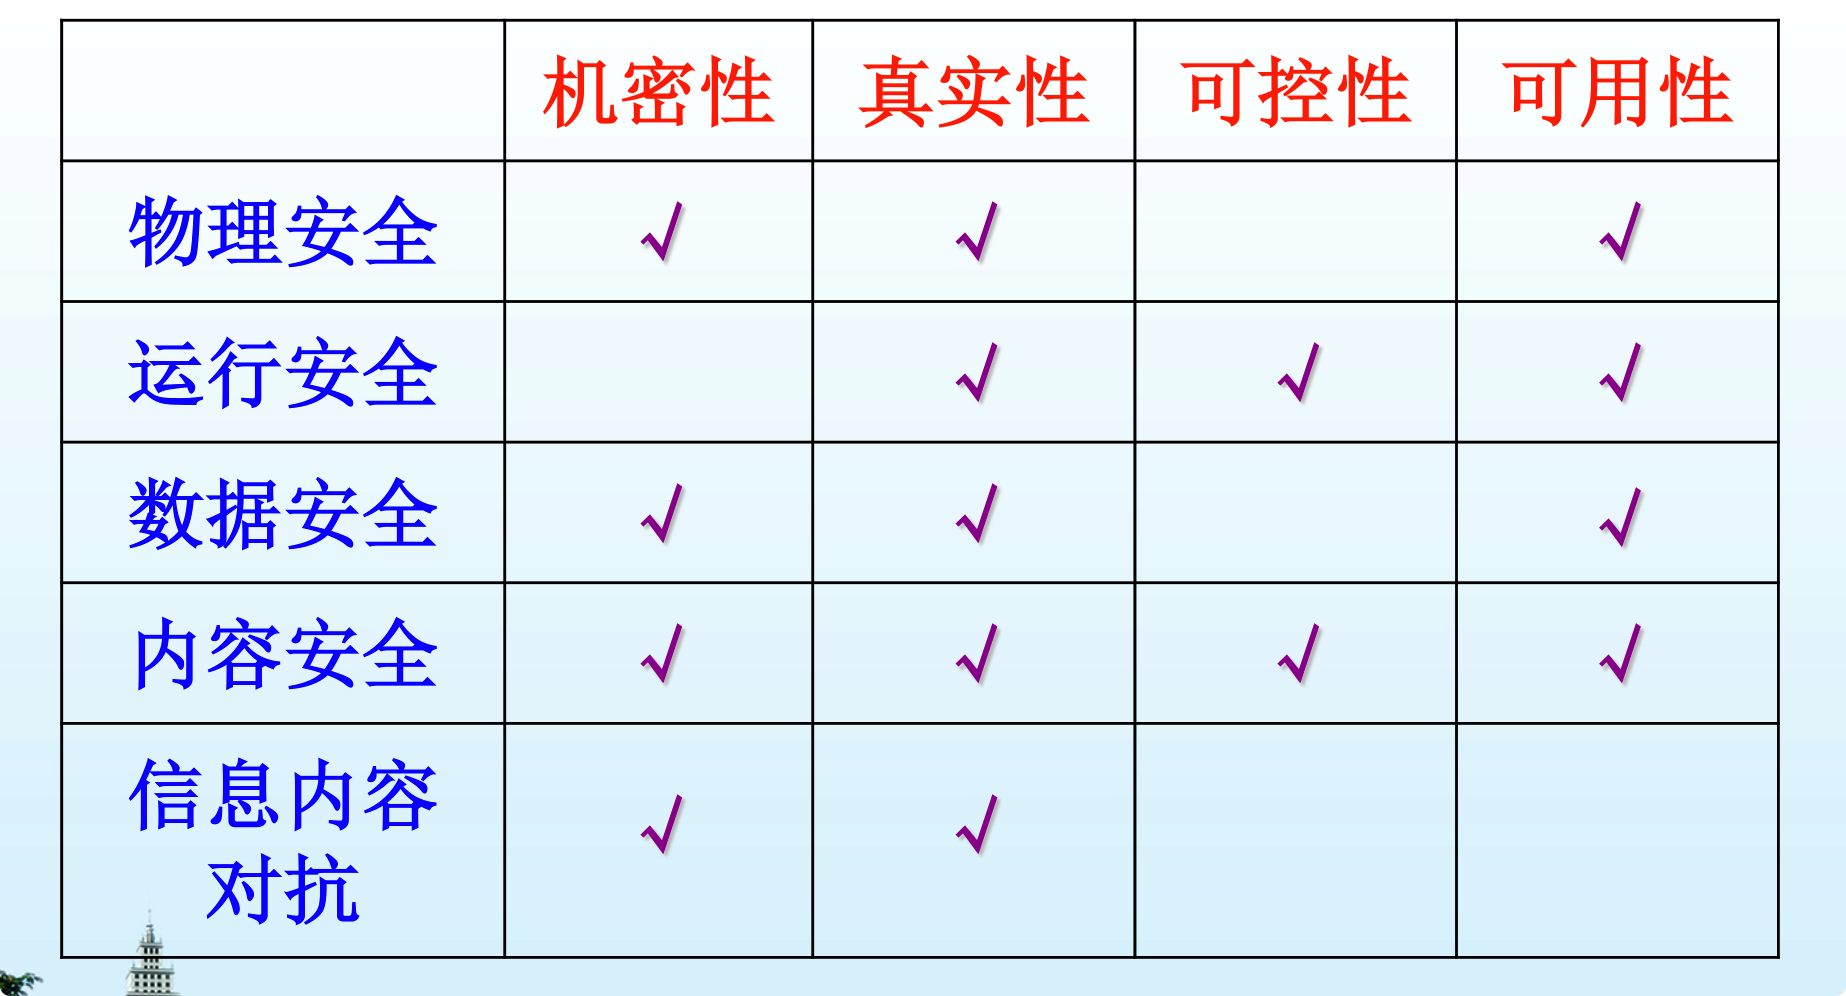 机密性 真实性 可控性 可用性
物理安全 √ √ √
运行安全 √ √ √
数据安全 √ √ √
内容安全 √ √ √ √
信息内容
对抗 √ √